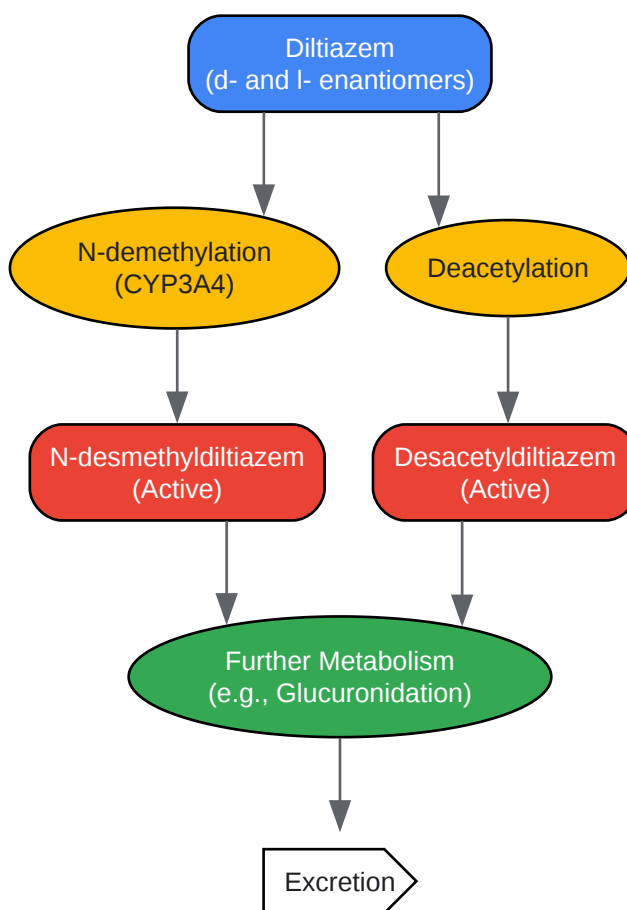 Diltiazem
(d- and l- enantiomers)
N-demethylation
(CYP3A4)
Deacetylation
N-desmethyldiltiazem
(Active)
Desacetyldiltiazem
(Active)
Further Metabolism
(e.g., Glucuronidation)
Excretion